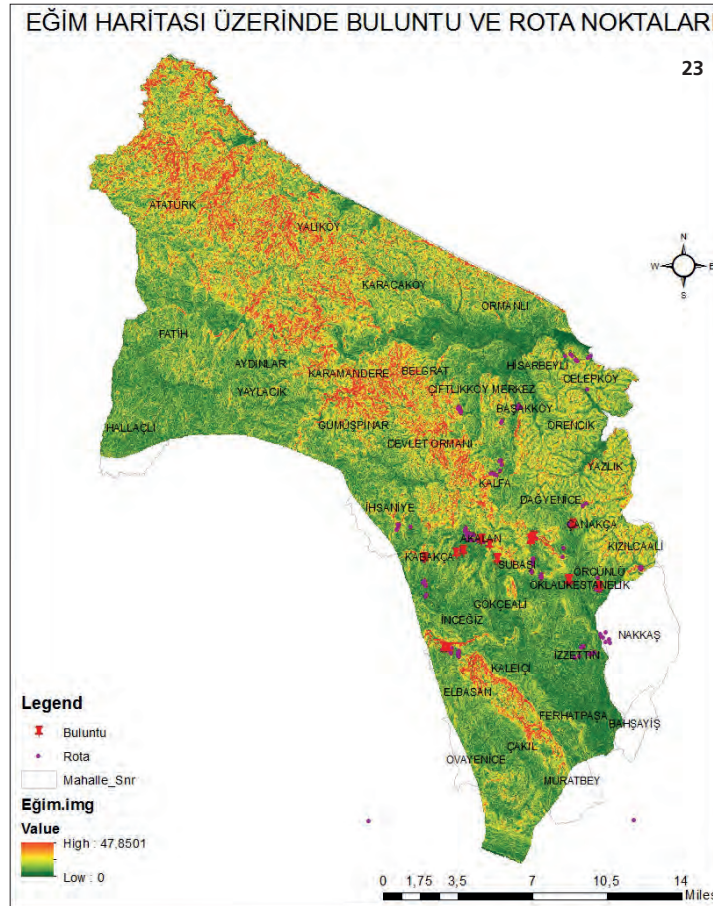 EĞİM HARİTASI ÜZERİNDE BULUNTU VE ROTA NOKTALARI
23
N
W E
S
ATATÜRK
YALIKÖY
KARACAKÖY
ORMANLI
FATİH
AYDINLAR
HİSARBEYLİ
KARAMANDERE
BELGRAT
CELEPKÖY
YAYLACIK
ÇİFTLIKKÖY MERKEZ
BAŞAKKÖY
HALLAÇLI
GÜMÜŞPINAR
ÖRENCİK
DEVLET ORMANI
YAZLIK
KALFA
DAĞYENİCE
İHSANİYE
ÇANAKÇA
AKALAN
KIZILCAALİ
KABAKÇA
SUBAŞI
ÖRCÜNLÜ
OKLALI
KESTANELİK
GÖKÇEALİ
İNCEĞİZ
NAKKAŞ
KALEİÇİ
İZZETTİN
ELBASAN
FERHATPAŞA
BAHŞAYİŞ
ÇAKIL
OVAYENİCE
MURATBEY
Legend
Buluntu
Rota
Mahalle_Snr
Eğim.img
Value
High : 47,8501
Low : 0
0 1,75 3,5 7 10,5 14
Miles